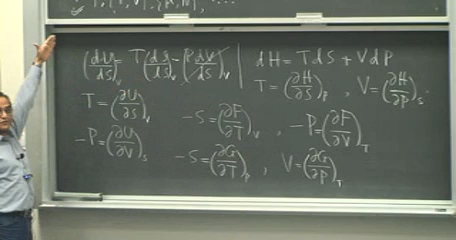 (dU/dS)_V = T(dS/dS)_V - (PdV/dS)_V
dH = TdS + VdP
T = (∂H/∂S)_P , V = (∂H/∂P)_S
T = (∂U/∂S)_V
-S = (∂F/∂T)_V , -P = (∂F/∂V)_T
-P = (∂U/∂V)_S
-S = (∂G/∂T)_P , V = (∂G/∂P)_T